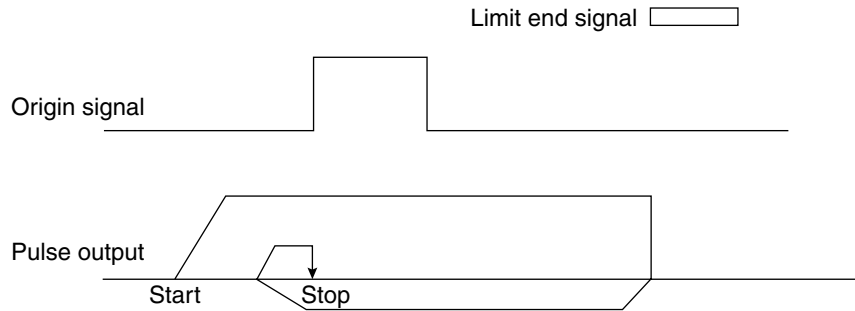 Limit end signal
Origin signal
Pulse output
Start
Stop